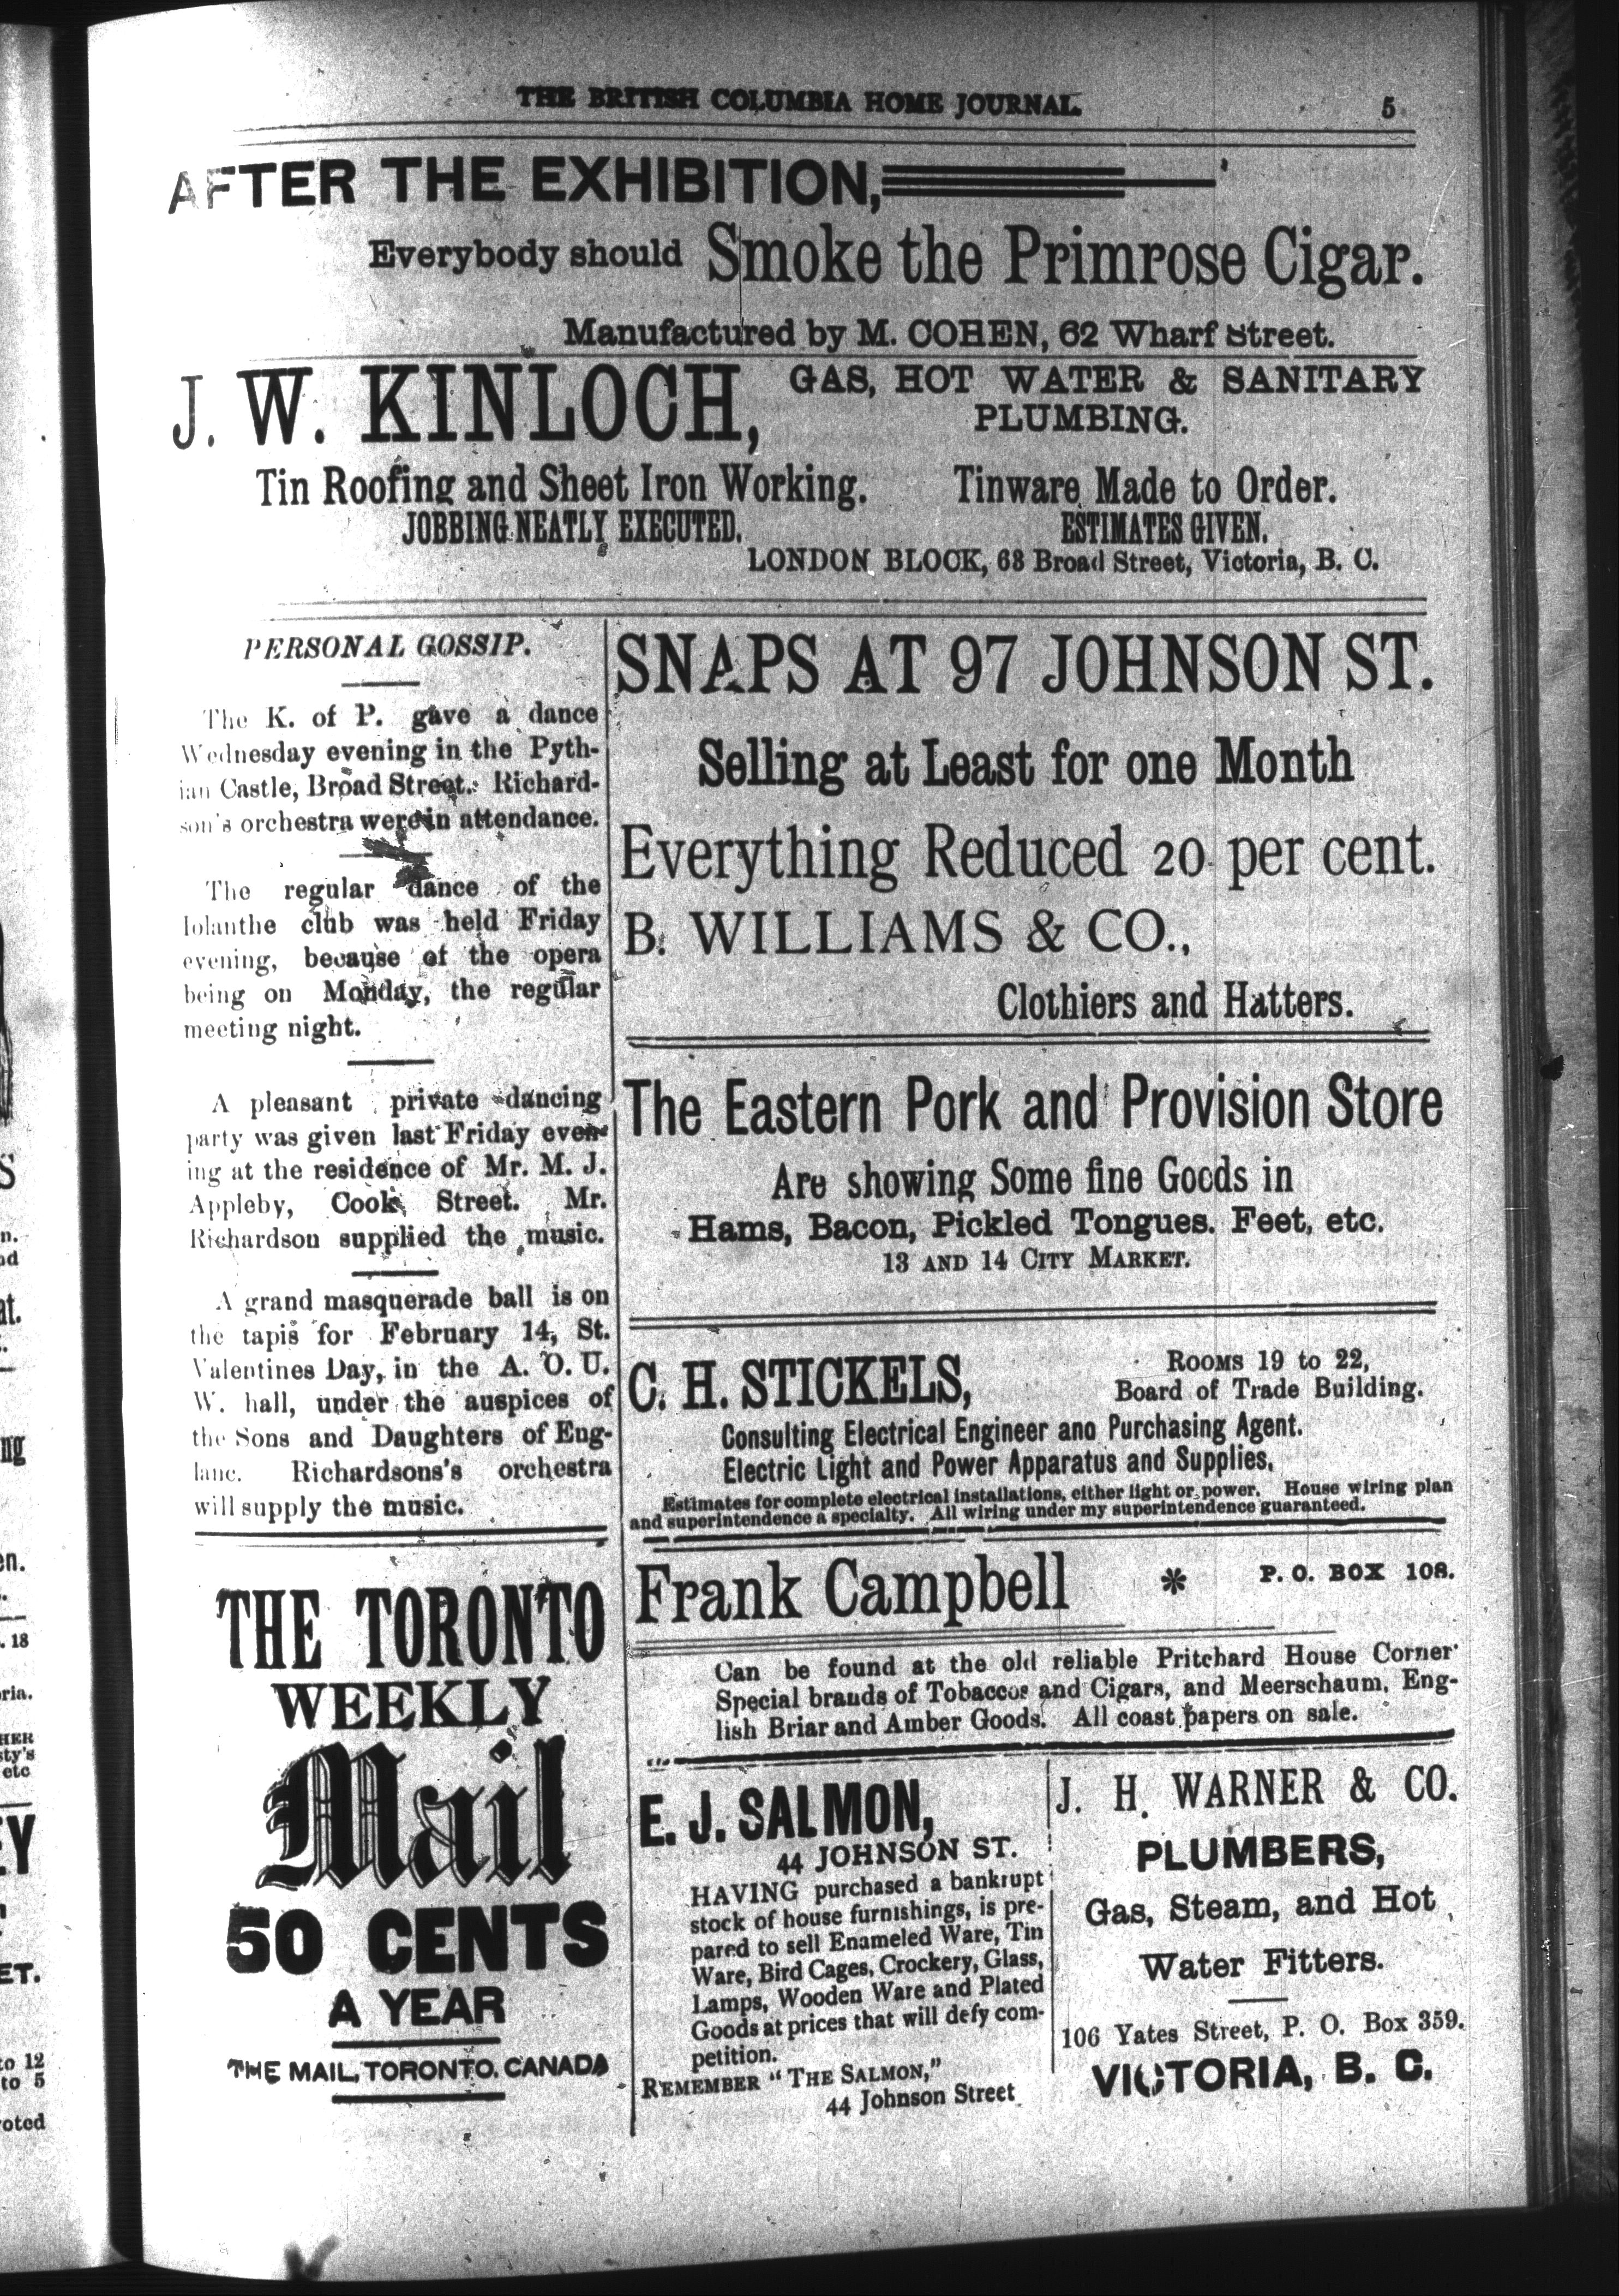 THE BRITISH COLUMBIA HOME JOURNAL. 5
AFTER THE EXHIBITION,
Everybody should Smoke the Primrose Cigar.
Manufactured by M. COHEN, 62 Wharf Street.
J. W. KINLOCH, GAS, HOT WATER & SANITARY
PLUMBING.
Tin Roofing and Sheet Iron Working. Tinware Made to Order.
JOBBING NEATLY EXECUTED. ESTIMATES GIVEN.
LONDON BLOCK, 63 Broad Street, Victoria, B. C.
PERSONAL GOSSIP.
The K. of P. gave a dance
Wednesday evening in the Pyth-
ian Castle, Broad Street. Richard-
son's orchestra were in attendance.
The regular dance of the
Iolanthe club was held Friday
evening, because of the opera
being on Monday, the regular
meeting night.
A pleasant private dancing
party was given last Friday even-
ing at the residence of Mr. M. J.
Appleby, Cook Street. Mr.
Richardson supplied the music.
A grand masquerade ball is on
the tapis for February 14, St.
Valentines Day, in the A. O. U.
W. hall, under the auspices of
the Sons and Daughters of Eng-
lanc. Richardsons's orchestra
will supply the music.
THE TORONTO
WEEKLY
Mail
50 CENTS
A YEAR
THE MAIL, TORONTO, CANADA
SNAPS AT 97 JOHNSON ST.
Selling at Least for one Month
Everything Reduced 20 per cent.
B. WILLIAMS & CO.,
Clothiers and Hatters.
The Eastern Pork and Provision Store
Are showing Some fine Goods in
Hams, Bacon, Pickled Tongues. Feet, etc.
13 AND 14 CITY MARKET.
C. H. STICKELS, ROOMS 19 to 22,
Board of Trade Building.
Consulting Electrical Engineer and Purchasing Agent.
Electric Light and Power Apparatus and Supplies.
Estimates for complete electrical installations, either light or power. House wiring plan
and superintendence a specialty. All wiring under my superintendence guaranteed.
Frank Campbell * P. O. BOX 108.
Can be found at the old reliable Pritchard House Corner
Special brands of Tobaccos and Cigars, and Meerschaum, Eng-
lish Briar and Amber Goods. All coast papers on sale.
E. J. SALMON,
44 JOHNSON ST.
HAVING purchased a bankrupt
stock of house furnishings, is pre-
pared to sell Enameled Ware, Tin
Ware, Bird Cages, Crockery, Glass,
Lamps, Wooden Ware and Plated
Goods at prices that will defy com-
petition.
REMEMBER "THE SALMON,"
44 Johnson Street
J. H. WARNER & CO.
PLUMBERS,
Gas, Steam, and Hot
Water Fitters.
106 Yates Street, P. O. Box 359.
VICTORIA, B. C.